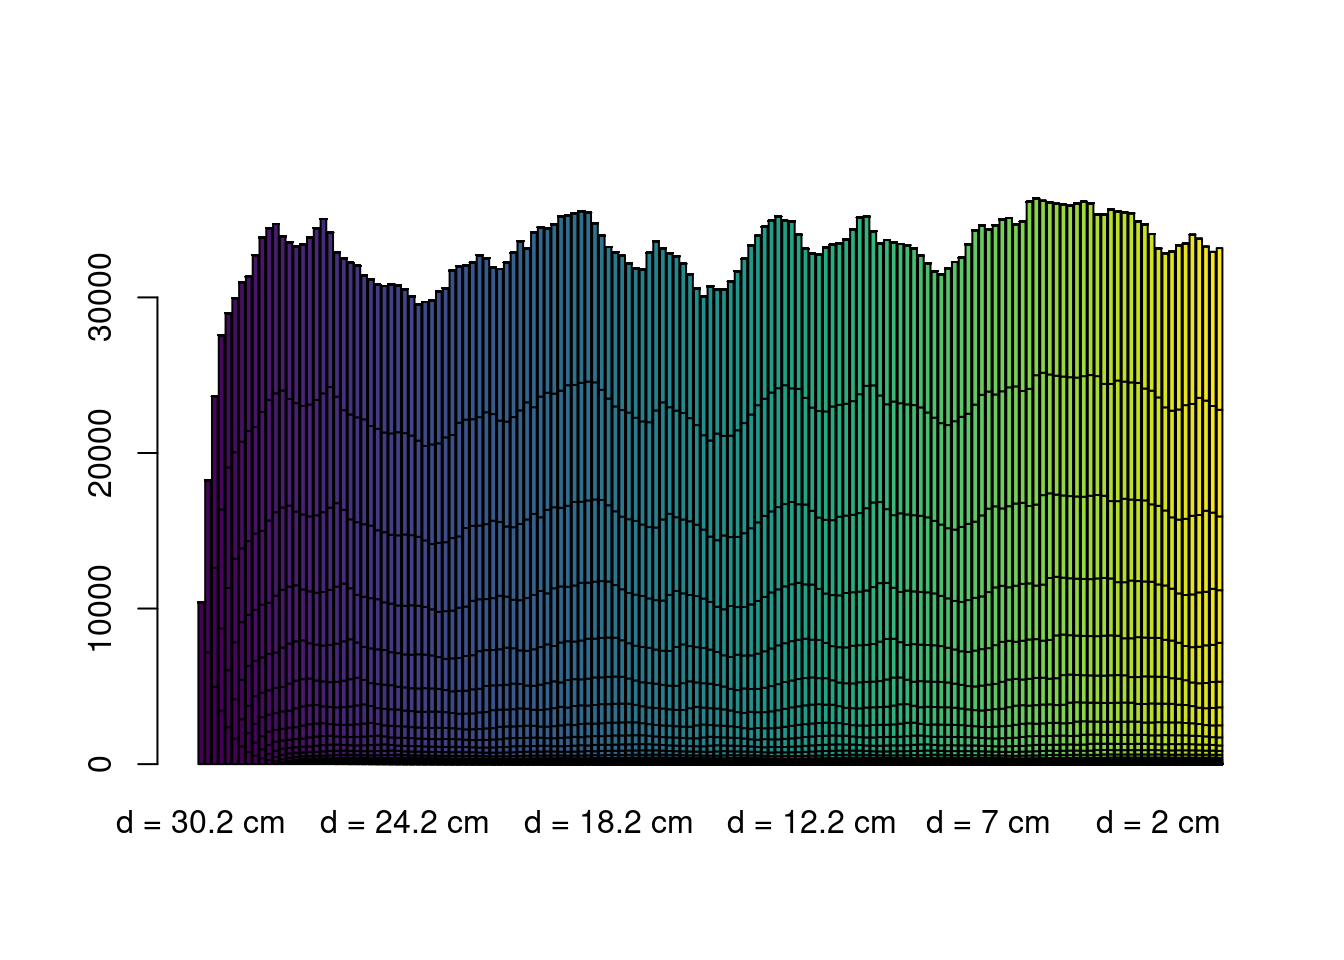 30000
20000
10000
0
d = 30.2 cm d = 24.2 cm d = 18.2 cm d = 12.2 cm d = 7 cm d = 2 cm